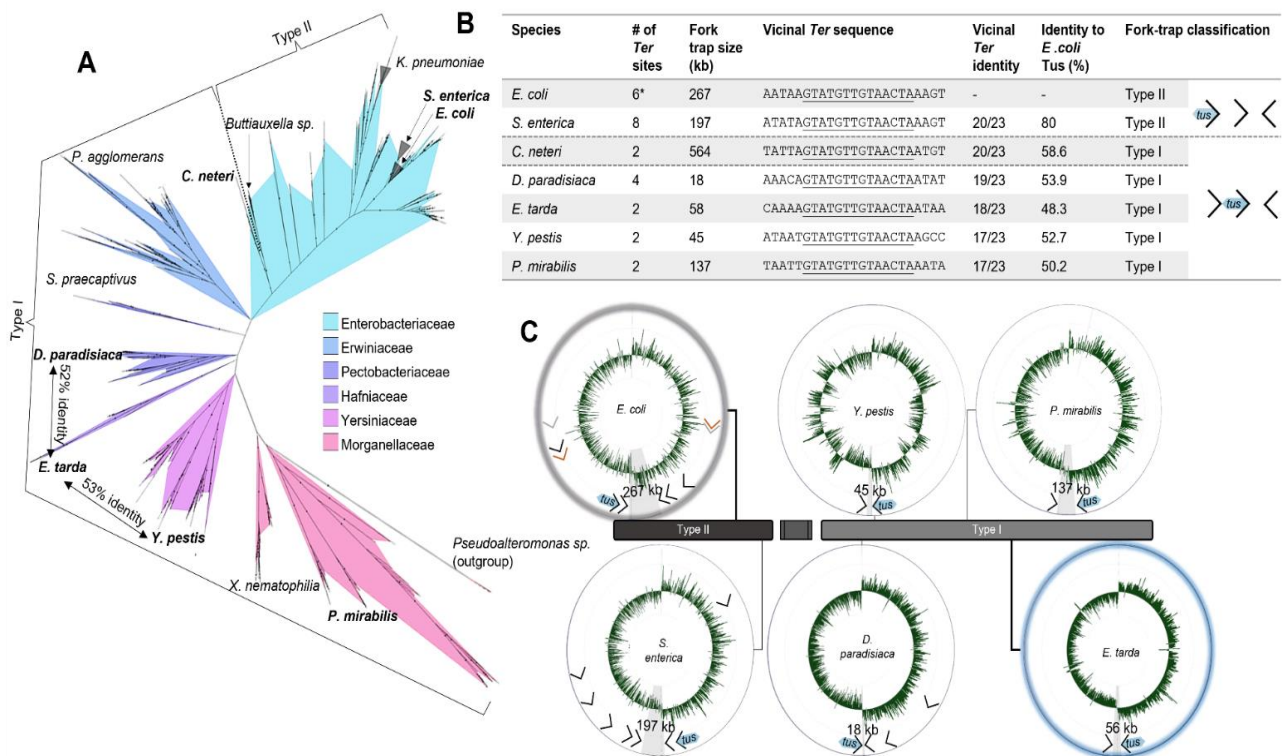 A
Type II
K. pneumoniae
S. enterica
E. coli
Buttiauxella sp.
P. agglomerans
C. neteri
S. praecaptivus
Type I
D. paradisiaca
52% identity
E. tarda
53% identity
Y. pestis
X. nematophilia
P. mirabilis
Pseudoalteromonas sp.
(outgroup)
Enterobacteriaceae
Erwiniaceae
Pectobacteriaceae
Hafniaceae
Yersiniaceae
Morganellaceae
B
Species # of Ter sites Fork trap size (kb) Vicinal Ter sequence Vicinal Ter identity Identity to E .coli Tus (%) Fork-trap classification
E. coli 6* 267 AATAAGTATGTTGTAACTAAAGT - - Type II
S. enterica 8 197 ATATAGTATGTTGTAACTAAAGT 20/23 80 Type II
tus
C. neteri 2 564 TATTAGTATGTTGTAACTAATGT 20/23 58.6 Type I
D. paradisiaca 4 18 AAACAGTATGTTGTAACTAATAT 19/23 53.9 Type I
E. tarda 2 58 CAAAAGTATGTTGTAACTAATAA 18/23 48.3 Type I
tus
Y. pestis 2 45 ATAATGTATGTTGTAACTAAGCC 17/23 52.7 Type I
P. mirabilis 2 137 TAATTGTATGTTGTAACTAAATA 17/23 50.2 Type I
C
E. coli
267 kb
tus
Y. pestis
45 kb
tus
P. mirabilis
137 kb
tus
Type II
Type I
S.
enterica
197 kb
tus
D.
paradisiaca
18 kb
tus
E. tarda
56 kb
tus